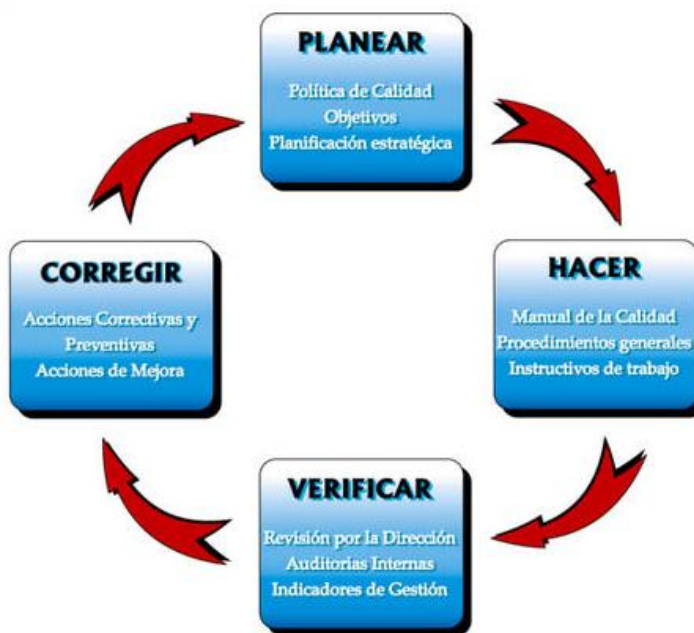 PLANEAR
Política de Calidad
Objetivos
Planificación estratégica
HACER
Manual de la Calidad
Procedimientos generales
Instructivos de trabajo
VERIFICAR
Revisión por la Dirección
Auditorias Internas
Indicadores de Gestión
CORREGIR
Acciones Correctivas y
Preventivas
Acciones de Mejora